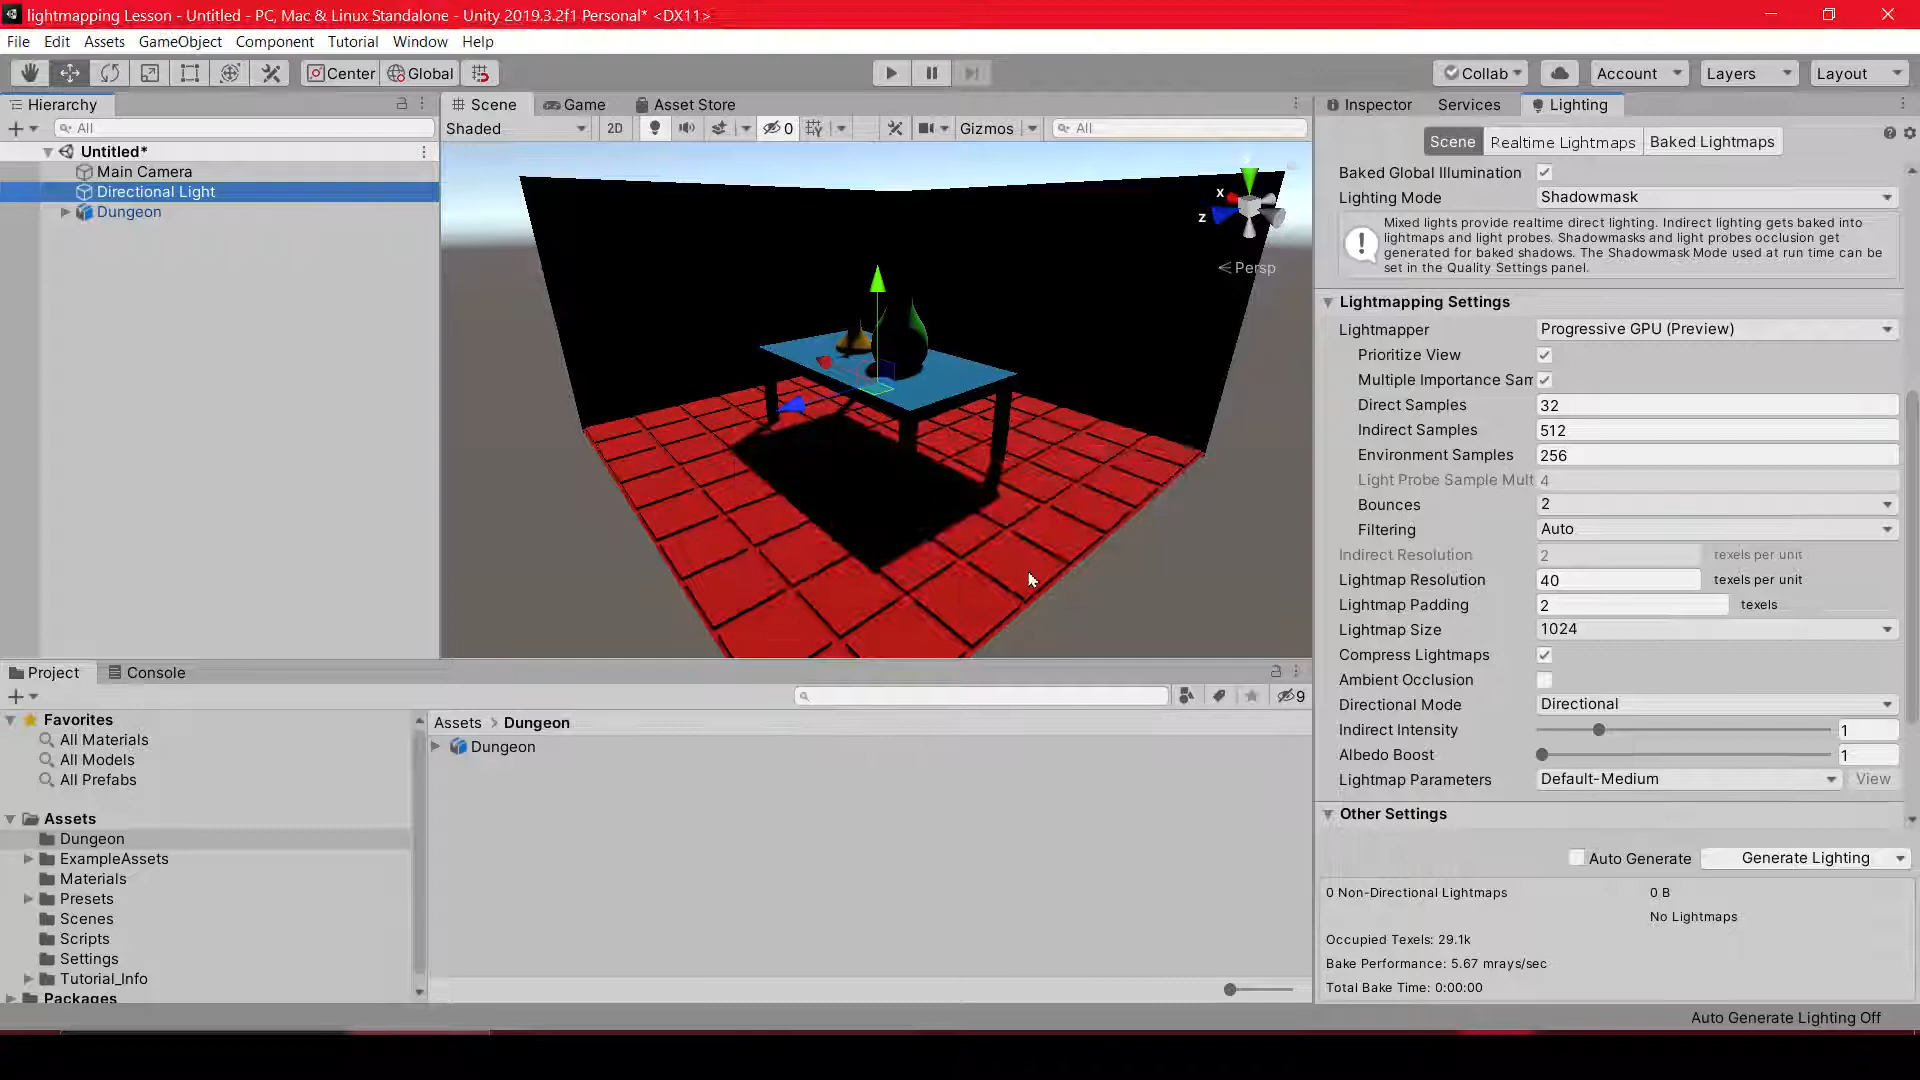 lightmapping Lesson - Untitled - PC, Mac & Linux Standalone - Unity 2019.3.2f1 Personal* <DX11>
File Edit Assets GameObject Component Tutorial Window Help
Center Global Collab Account Layers Layout
Hierarchy
All
Untitled*
Main Camera
Directional Light
Dungeon
Scene Game Asset Store
Shaded 2D 0 Gizmos All
x
z
Persp
Inspector Services Lighting
Scene Realtime Lightmaps Baked Lightmaps
Baked Global Illumination
Lighting Mode Shadowmask
Mixed lights provide realtime direct lighting. Indirect lighting gets baked into
lightmaps and light probes. Shadowmasks and light probes occlusion get
generated for baked shadows. The Shadowmask Mode used at run time can be
set in the Quality Settings panel.
Lightmapping Settings
Lightmapper Progressive GPU (Preview)
Prioritize View
Multiple Importance Sam
Direct Samples 32
Indirect Samples 512
Environment Samples 256
Light Probe Sample Mult 4
Bounces 2
Filtering Auto
Indirect Resolution 2 texels per unit
Lightmap Resolution 40 texels per unit
Lightmap Padding 2 texels
Lightmap Size 1024
Compress Lightmaps
Ambient Occlusion
Directional Mode Directional
Indirect Intensity 1
Albedo Boost 1
Lightmap Parameters Default-Medium View
Other Settings
Auto Generate Generate Lighting
0 Non-Directional Lightmaps 0 B
No Lightmaps
Occupied Texels: 29.1k
Bake Performance: 5.67 mrays/sec
Total Bake Time: 0:00:00
Auto Generate Lighting Off
Project Console
9
Favorites
All Materials
All Models
All Prefabs
Assets
Dungeon
ExampleAssets
Materials
Presets
Scenes
Scripts
Settings
Tutorial_Info
Packages
Assets > Dungeon
Dungeon